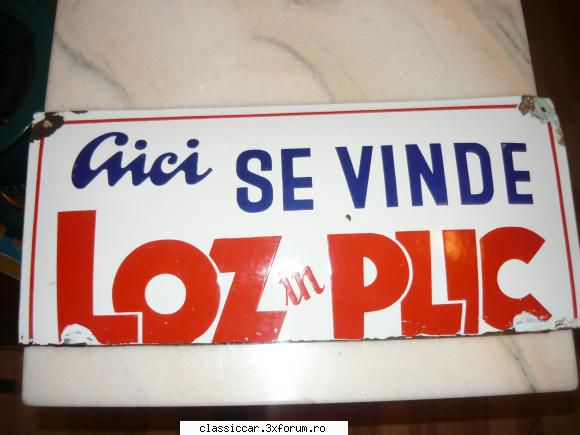 Aici SE VINDE
LOZ în PLIC
classiccar.3xforum.ro